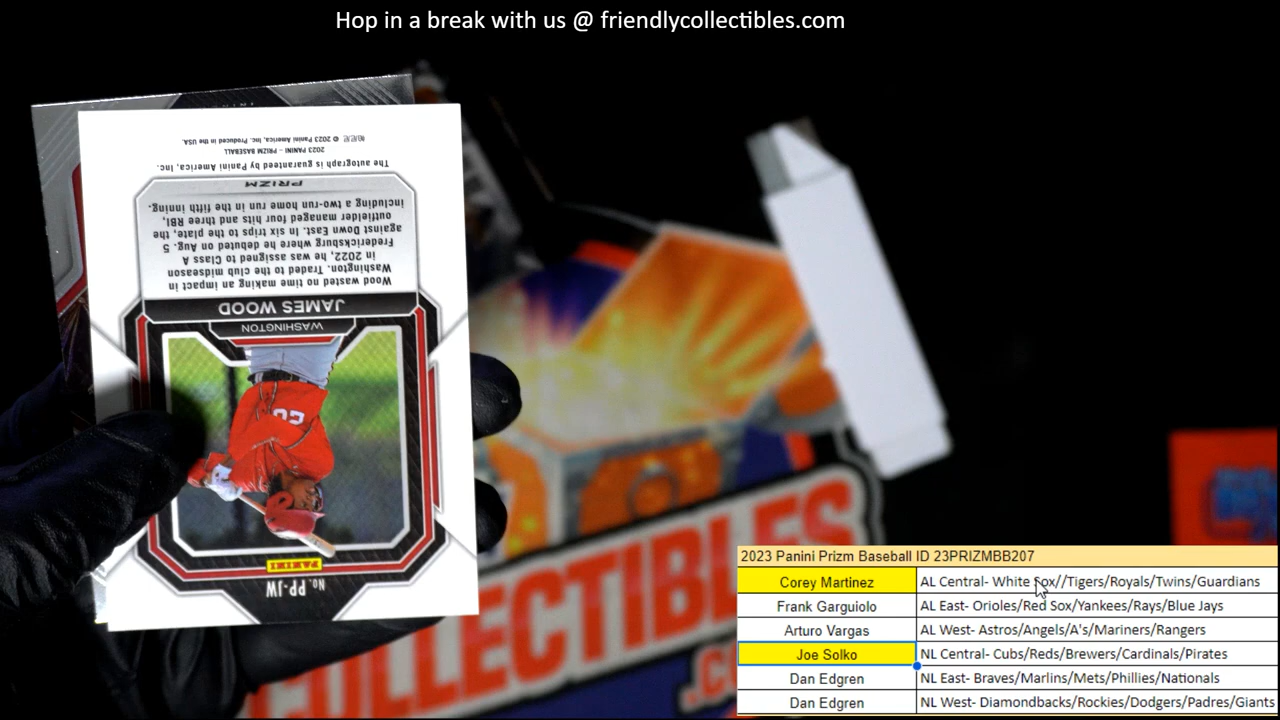 Hop in a break with us @ friendlycollectibles.com
No. PP-JW
PANINI
20
WASHINGTON
JAMES WOOD
Wood wasted no time making an impact in
Washington. Traded to the club midseason
in 2022, he was assigned to Class A
Fredericksburg where he debuted on Aug. 5
against Down East. In six trips to the plate, the
outfielder managed four hits and three RBI,
including a two-run home run in the fifth inning.
PRIZM
The autograph is guaranteed by Panini America, Inc.
2023 PANINI – PRIZM BASEBALL
© 2023 Panini America, Inc. Produced in the USA.
COLLECTIBLES
2023 Panini Prizm Baseball ID 23PRIZMBB207
Corey Martinez AL Central- White Sox//Tigers/Royals/Twins/Guardians
Frank Garguiolo AL East- Orioles/Red Sox/Yankees/Rays/Blue Jays
Arturo Vargas AL West- Astros/Angels/A's/Mariners/Rangers
Joe Solko NL Central- Cubs/Reds/Brewers/Cardinals/Pirates
Dan Edgren NL East- Braves/Marlins/Mets/Phillies/Nationals
Dan Edgren NL West- Diamondbacks/Rockies/Dodgers/Padres/Giants